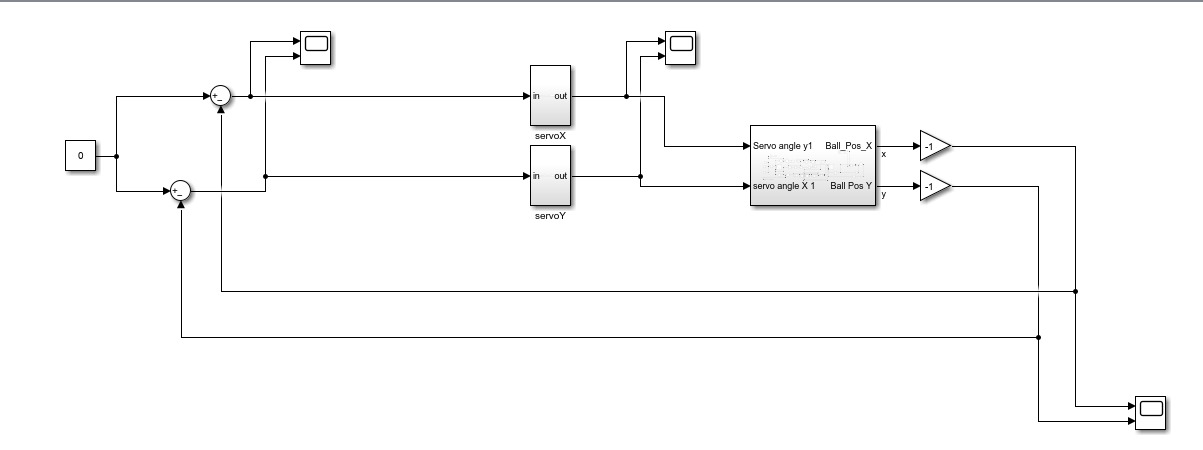 +
_
in out
servoX
0
Servo angle y1 Ball_Pos_X
x
-1
+
_
in out
servoY
servo angle X 1 Ball Pos Y
y
-1